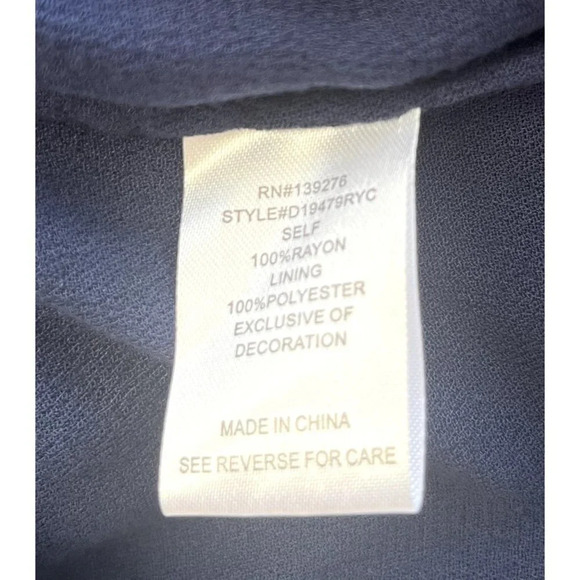 RN#139276
STYLE#D19479RYC
SELF
100%RAYON
LINING
100%POLYESTER
EXCLUSIVE OF
DECORATION
MADE IN CHINA
SEE REVERSE FOR CARE